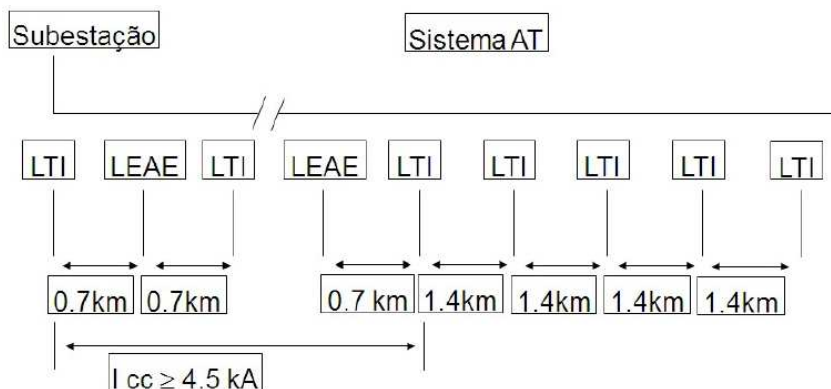 Subestação
Sistema AT
LTI LEAE LTI LEAE LTI LTI LTI LTI LTI
0.7km 0.7km 0.7 km 1.4km 1.4km 1.4km 1.4km
I cc ≥ 4.5 kA